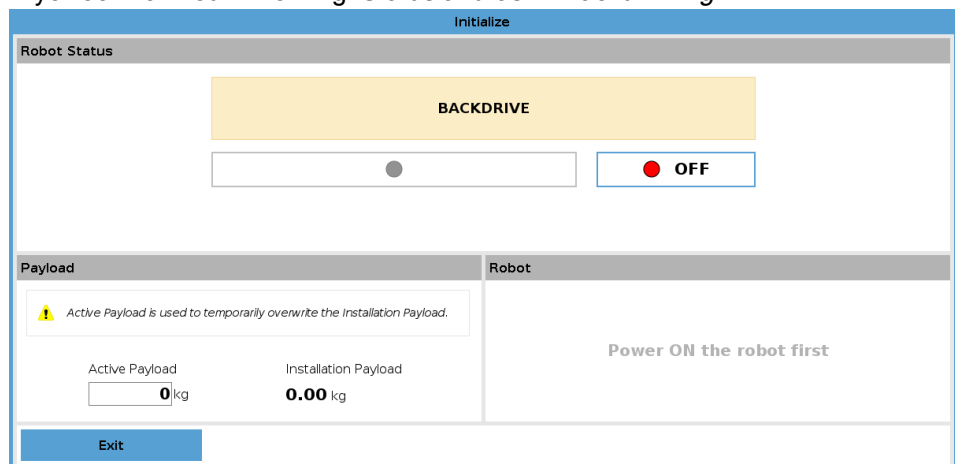 Initialize
Robot Status
BACKDRIVE
OFF
Payload
Robot
Active Payload is used to temporarily overwrite the Installation Payload.
Power ON the robot first
Active Payload Installation Payload
0 kg 0.00 kg
Exit